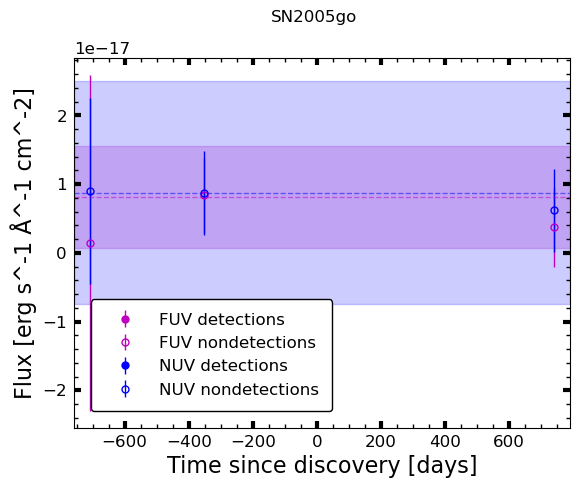 SN2005go
1e−17
Flux [erg s^-1 Å^-1 cm^-2]
2
1
0
−1
−2
FUV detections
FUV nondetections
NUV detections
NUV nondetections
−600 −400 −200 0 200 400 600
Time since discovery [days]